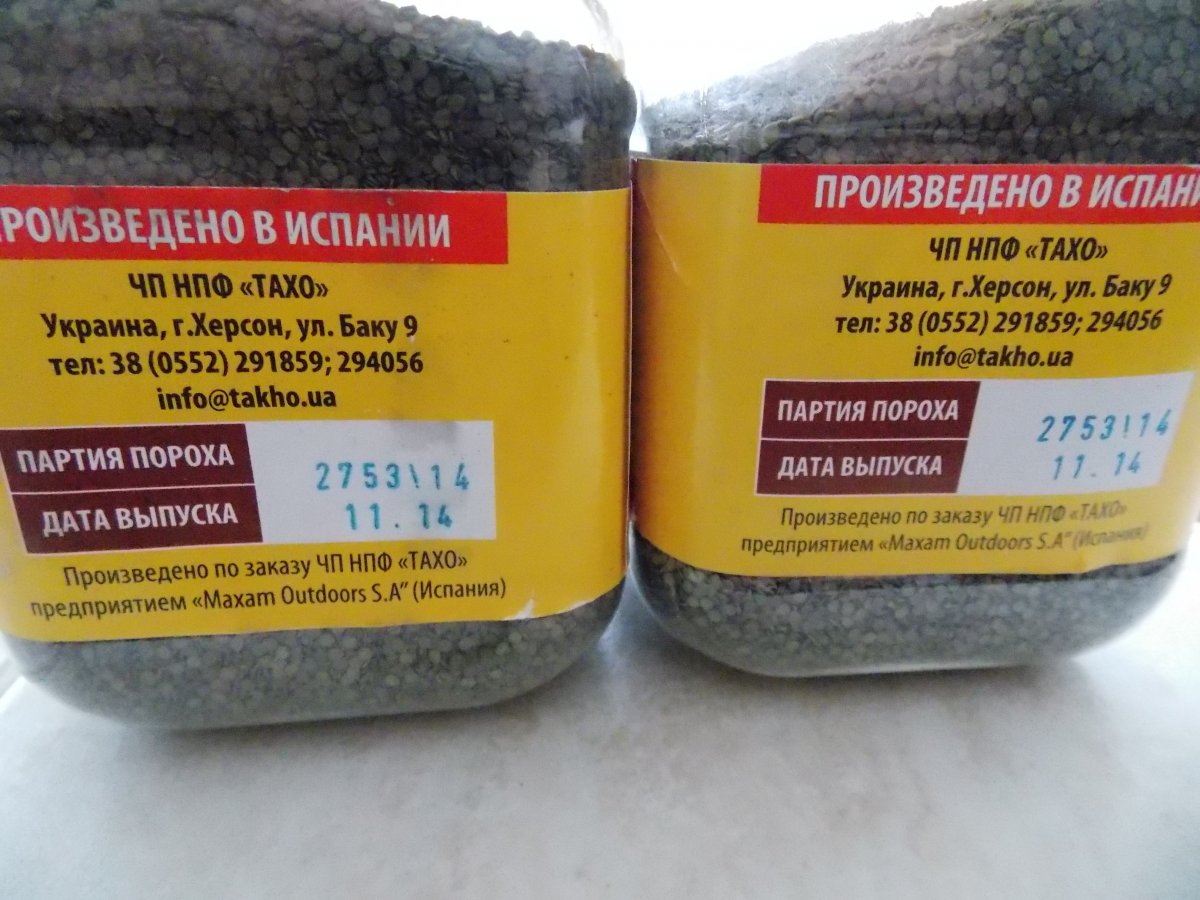 РОИЗВЕДЕНО В ИСПАНИИ
ЧП НПФ «ТАХО»
Украина, г.Херсон, ул. Баку 9
тел: 38 (0552) 291859; 294056
info@takho.ua
ПАРТИЯ ПОРОХА 2753\14
ДАТА ВЫПУСКА 11. 14
Произведено по заказу ЧП НПФ «ТАХО»
предприятием «Maxam Outdoors S.A” (Испания)
ПРОИЗВЕДЕНО В ИСПАН
ЧП НПФ «ТАХО»
Украина, г.Херсон, ул. Баку 9
тел: 38 (0552) 291859; 294056
info@takho.ua
ПАРТИЯ ПОРОХА 2753\14
ДАТА ВЫПУСКА 11. 14
Произведено по заказу ЧП НПФ «ТАХО»
предприятием «Maxam Outdoors S.A” (Испания)